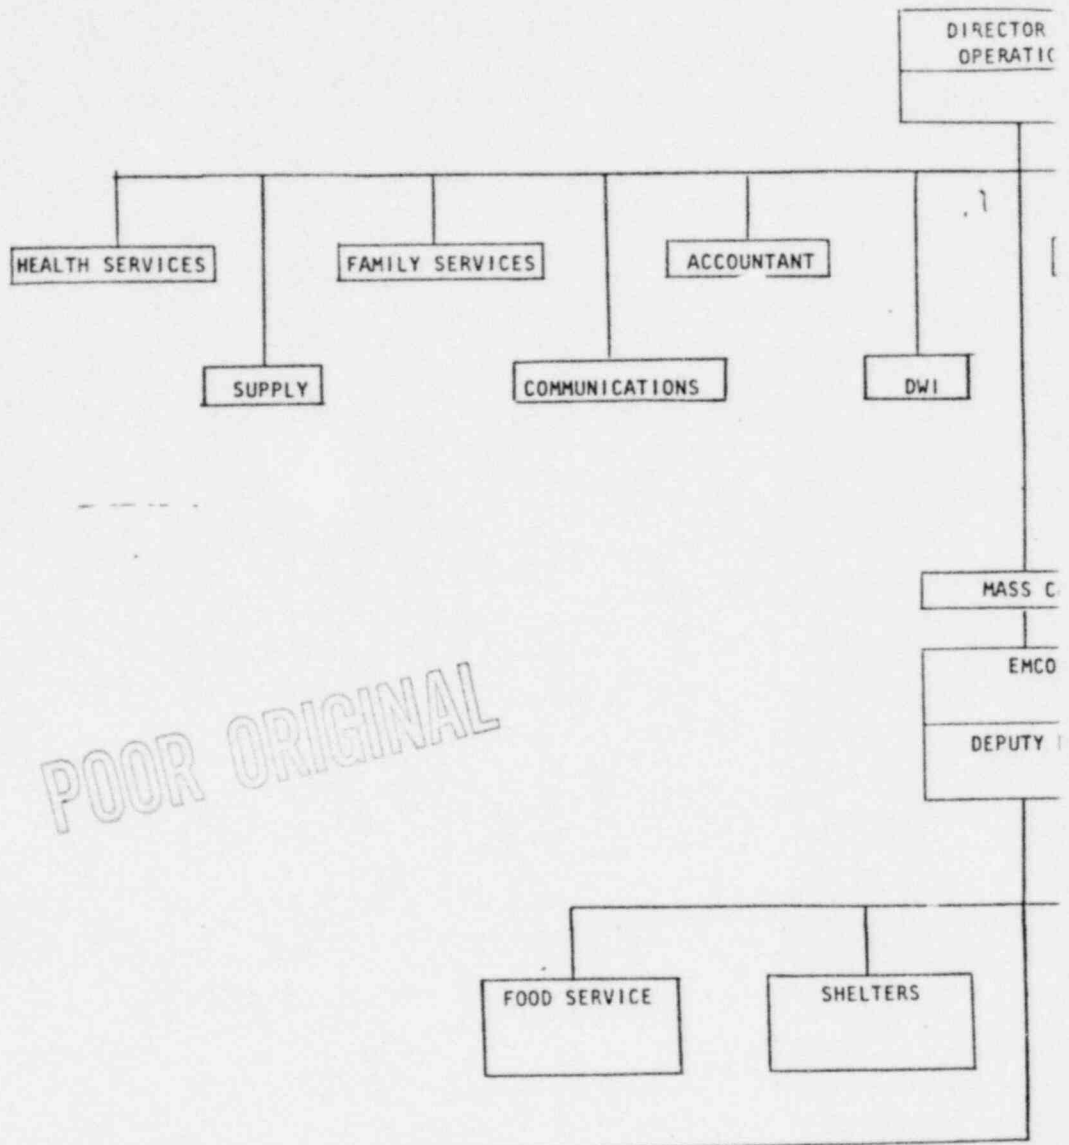 DIRECTOR
OPERATIC
HEALTH SERVICES
FAMILY SERVICES
ACCOUNTANT
SUPPLY
COMMUNICATIONS
DWI
MASS C
EMCO
DEPUTY
POOR ORIGINAL
FOOD SERVICE
SHELTERS